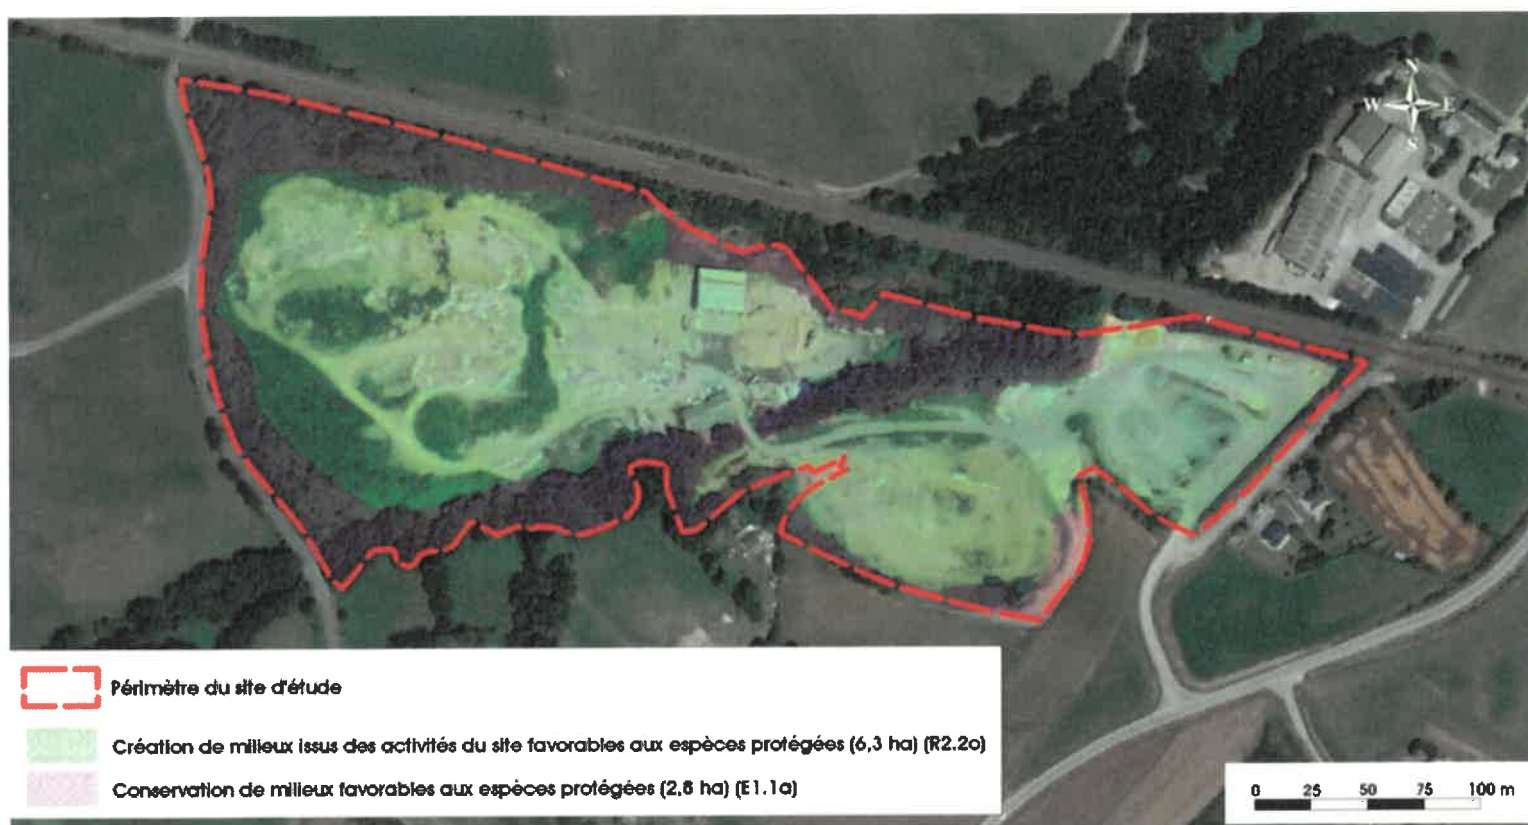 N
W E
S
Périmètre du site d'étude
Création de milieux issus des activités du site favorables aux espèces protégées (6,3 ha) (R2.2o)
Conservation de milieux favorables aux espèces protégées (2,8 ha) (E1.1a)
0 25 50 75 100 m